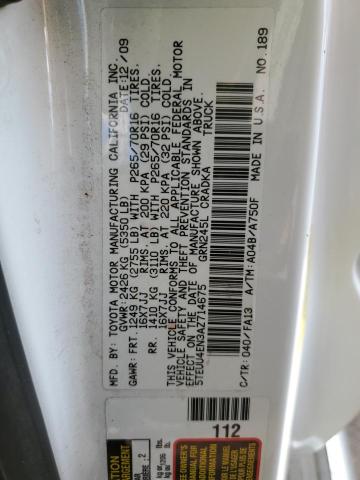 TOYOTA MOTOR MANUFACTURING CALIFORNIA INC.
DATE: 12/09
GVWR: 2426 KG (5350 LB)
GAWR: FRT. 1249 KG (2755 LB) WITH P265/70R16 TIRES.
16X7JJ RIMS. AT 200 KPA (29 PSI) COLD
RR. 1410 KG (3110 LB) WITH P265/70R16 TIRES.
16X7JJ RIMS. AT 220 KPA (32 PSI) COLD
THIS VEHICLE CONFORMS TO ALL APPLICABLE FEDERAL MOTOR
VEHICLE SAFETY AND THEFT PREVENTION STANDARDS IN
EFFECT ON THE DATE OF MANUFACTURE SHOWN ABOVE.
5TEUU4EN3AZ714675 TRUCK
GRN245L CRADKA
C/TR: 040/FA13 A/TM: A04B/A750F
MADE IN U.S.A. NO. 189
112